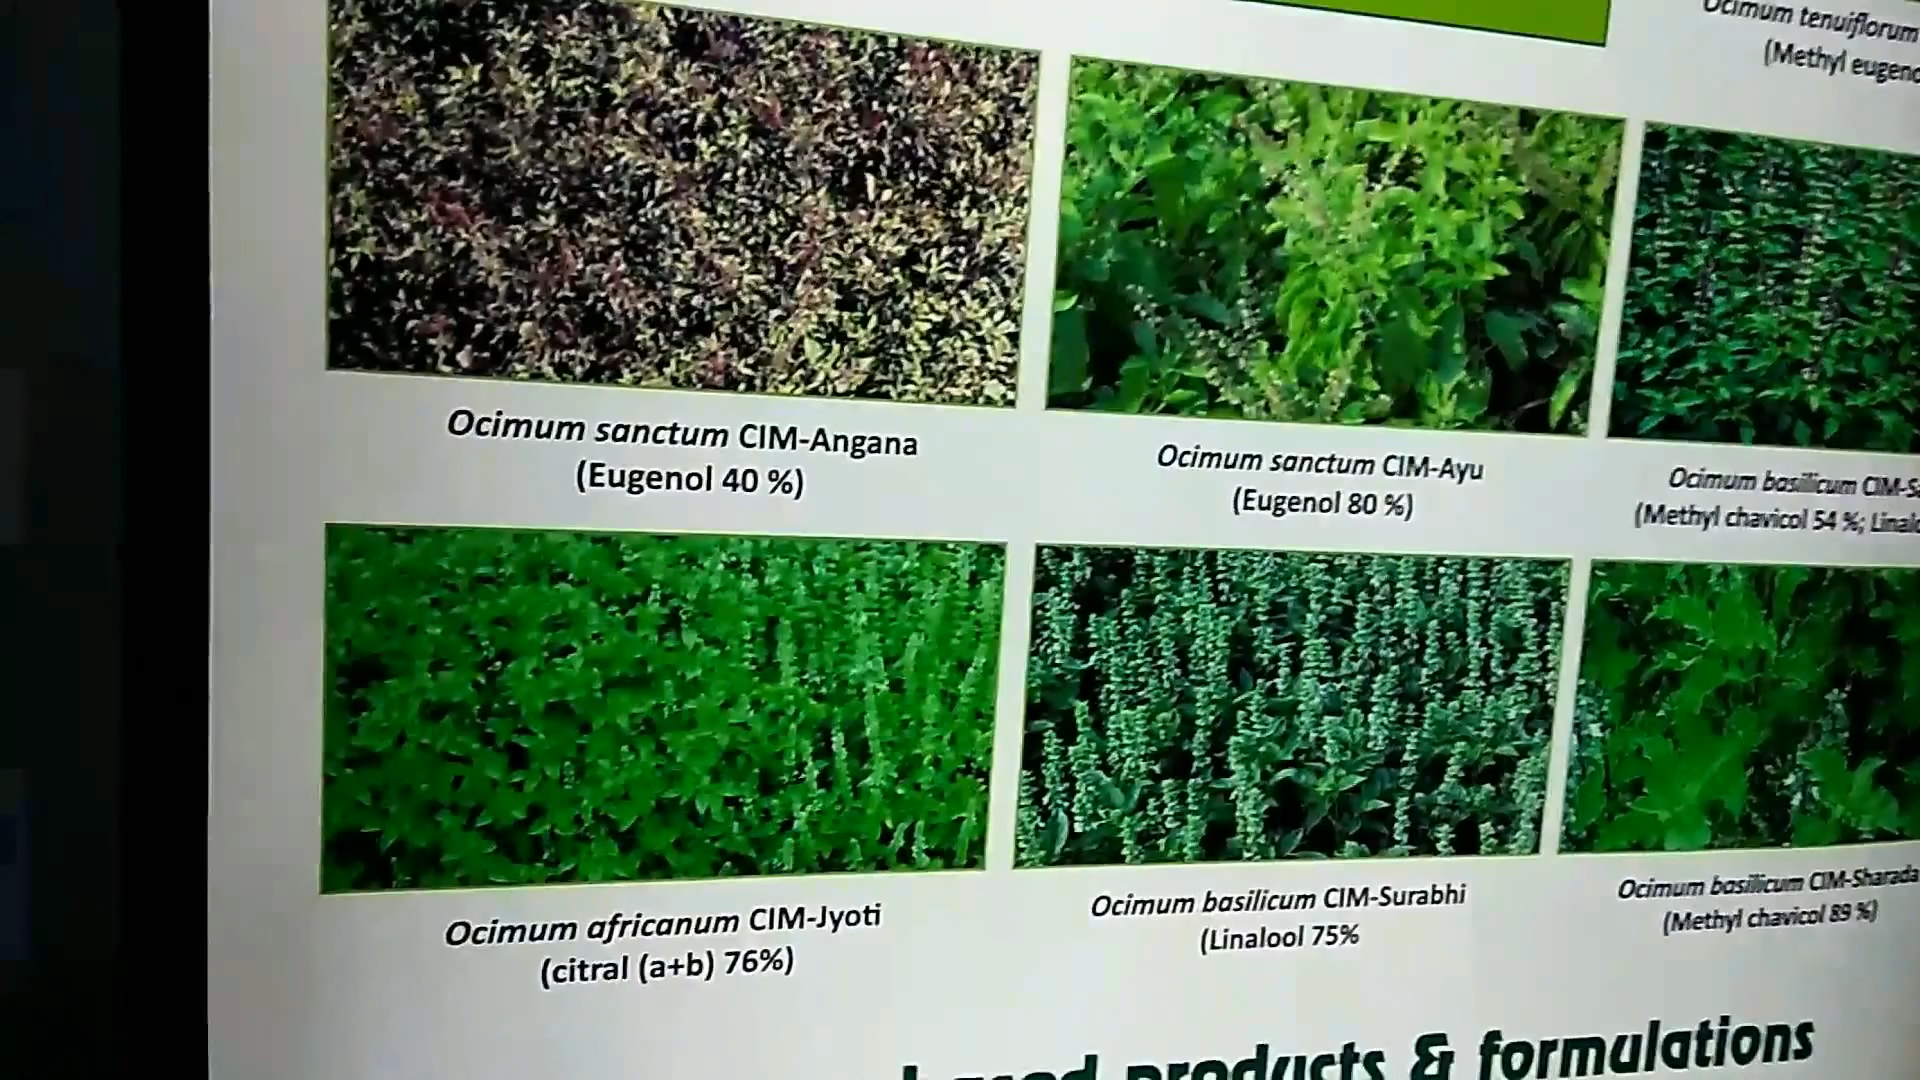 Ocimum tenuiflorum
(Methyl
Ocimum sanctum CIM-Angana
(Eugenol 40 %)
Ocimum sanctum CIM-Ayu
(Eugenol 80 %)
Ocimum basilicum
(Methyl chavicol 54 %;
Ocimum africanum CIM-Jyoti
(citral (a+b) 76%)
Ocimum basilicum CIM-Surabhi
(Linalool 75%
Ocimum basilicum CIM-Sharada
(Methyl chavicol 89 %)
products & formulations